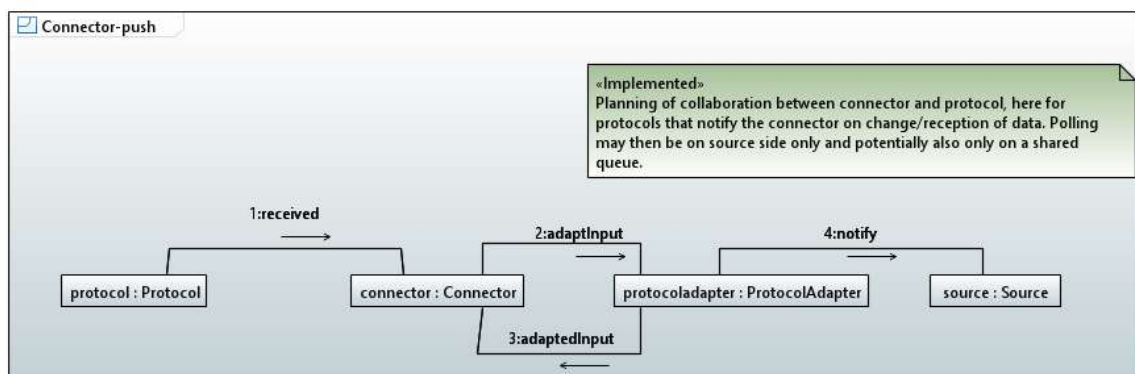 Connector-push
«Implemented»
Planning of collaboration between connector and protocol, here for
protocols that notify the connector on change/reception of data. Polling
may then be on source side only and potentially also only on a shared
queue.
1:received
2:adaptInput
4:notify
protocol : Protocol
connector : Connector
protocoladapter : ProtocolAdapter
source : Source
3:adaptedInput